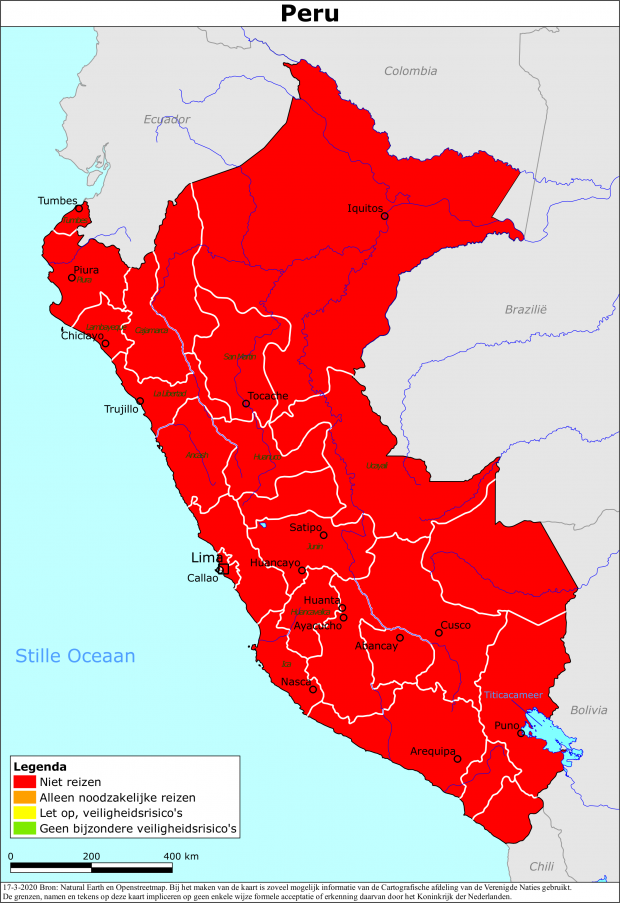 Peru
Colombia
Ecuador
Tumbes
Iquitos
Piura
Brazilië
Chiclayo
Tocache
Trujillo
Satipo
Lima
Huancayo
Callao
Huanta
Ayacucho
Cusco
Abancay
Stille Oceaan
Nasca
Titicacameer
Bolivia
Puno
Arequipa
Legenda
Niet reizen
Alleen noodzakelijke reizen
Let op, veiligheidsrisico's
Geen bijzondere veiligheidsrisico's
0 200 400 km
Chili
17-3-2020 Bron: Natural Earth en Openstreetmap. Bij het maken van de kaart is zoveel mogelijk informatie van de Cartografische afdeling van de Verenigde Naties gebruikt.
De grenzen, namen en tekens op deze kaart impliceren op geen enkele wijze formele acceptatie of erkenning daarvan door het Koninkrijk der Nederlanden.